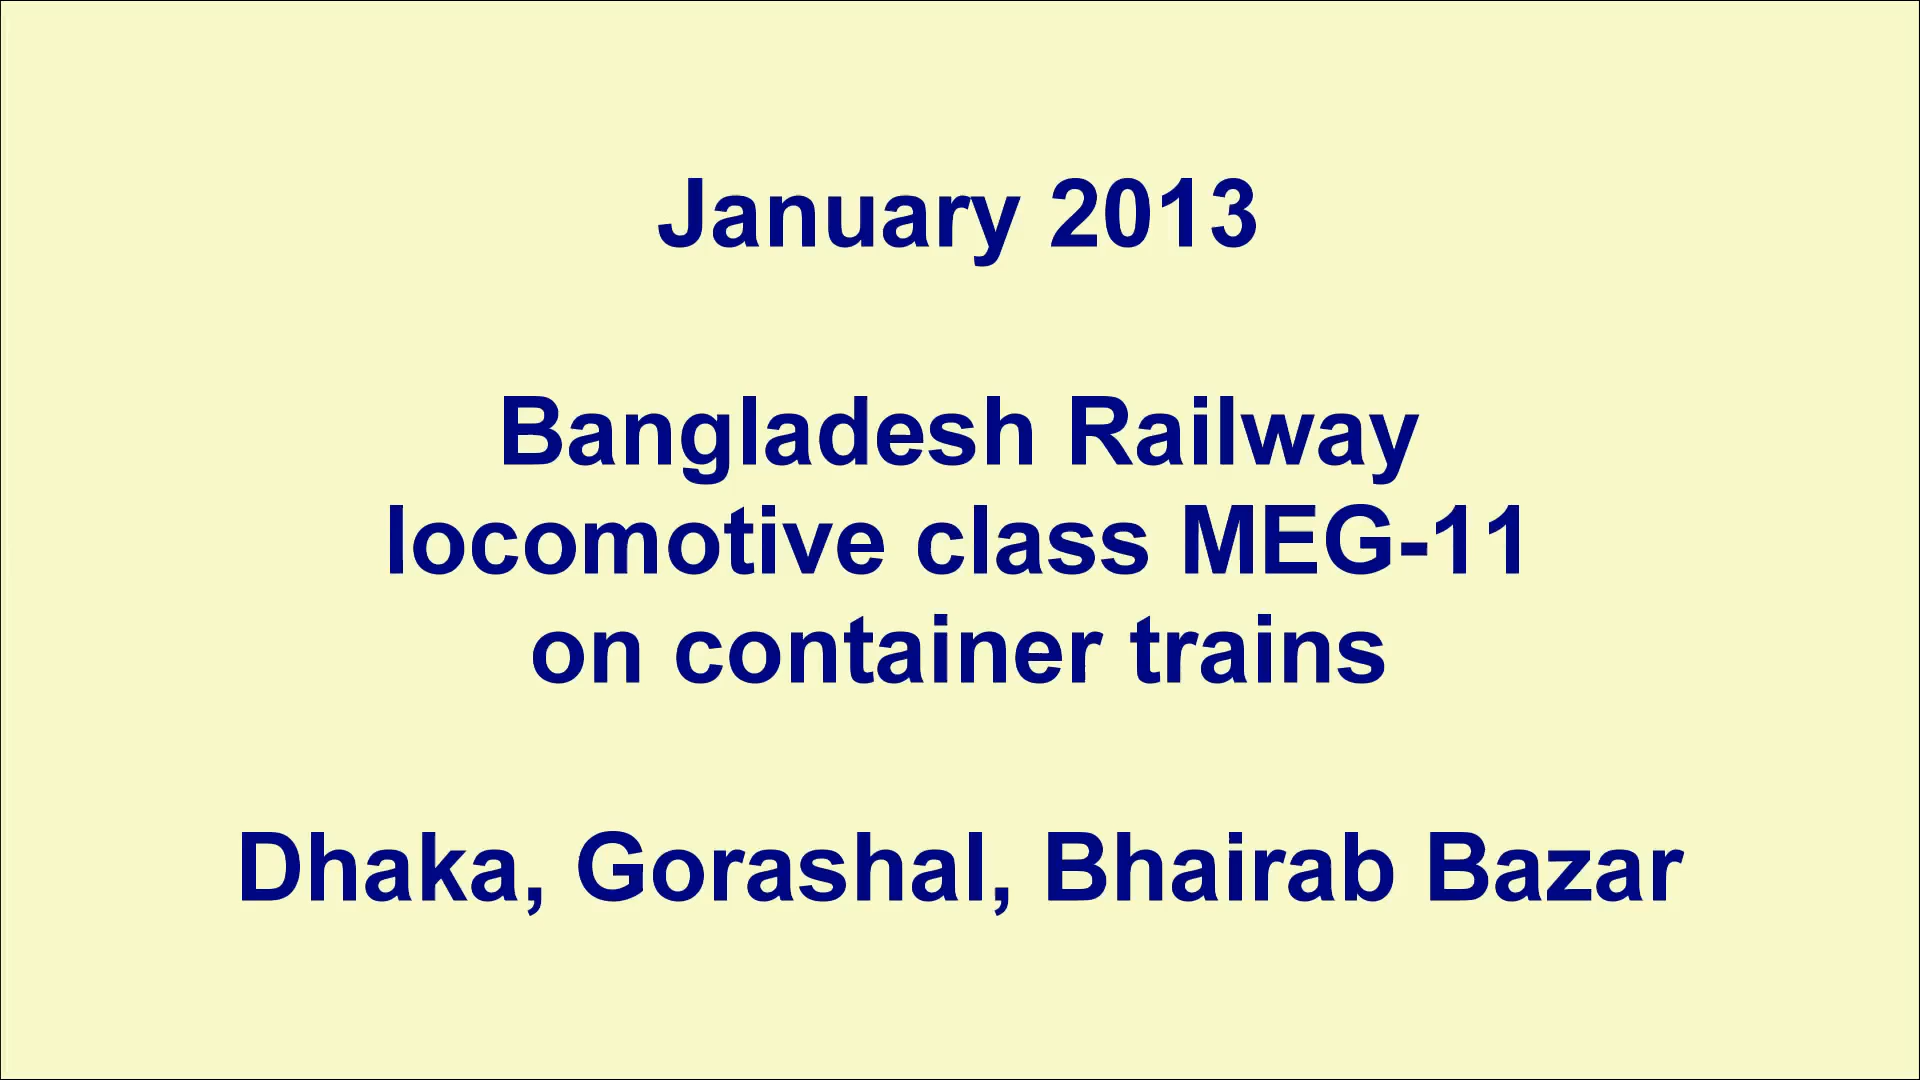 January 2013
Bangladesh Railway
locomotive class MEG-11
on container trains
Dhaka, Gorashal, Bhairab Bazar